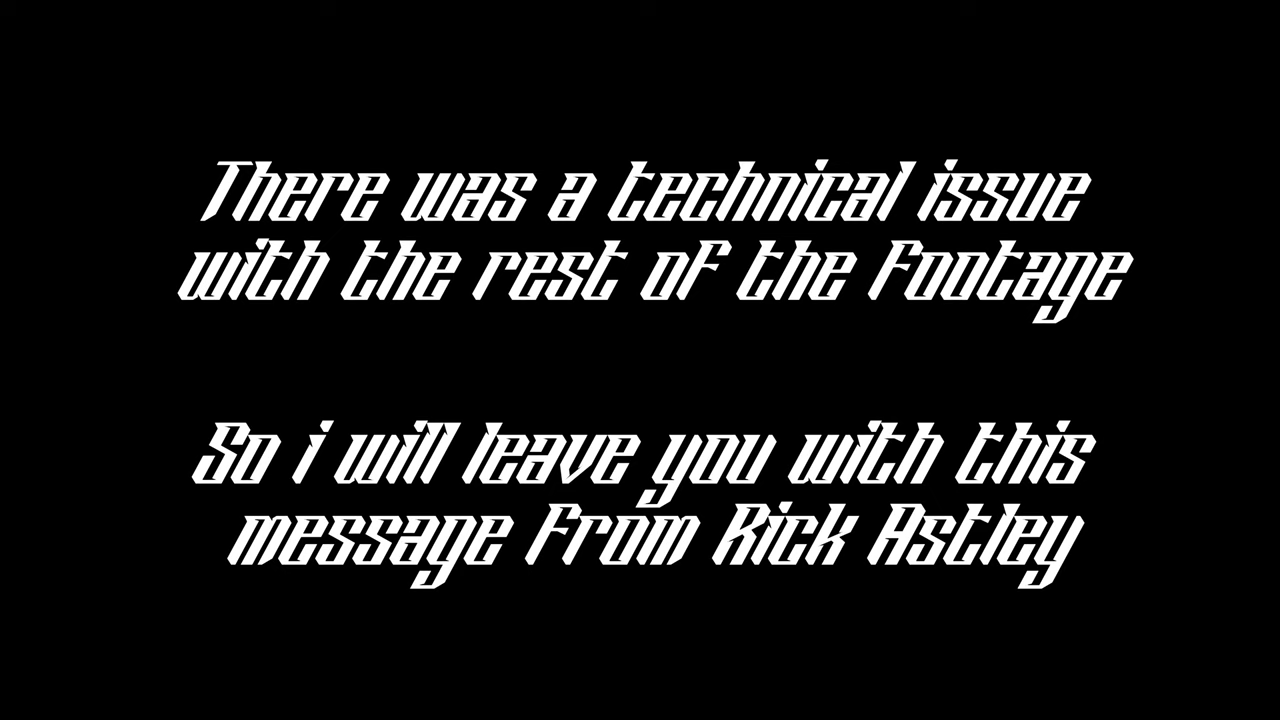 There was a technical issue
with the rest of the footage
So i will leave you with this
message from Rick Astley